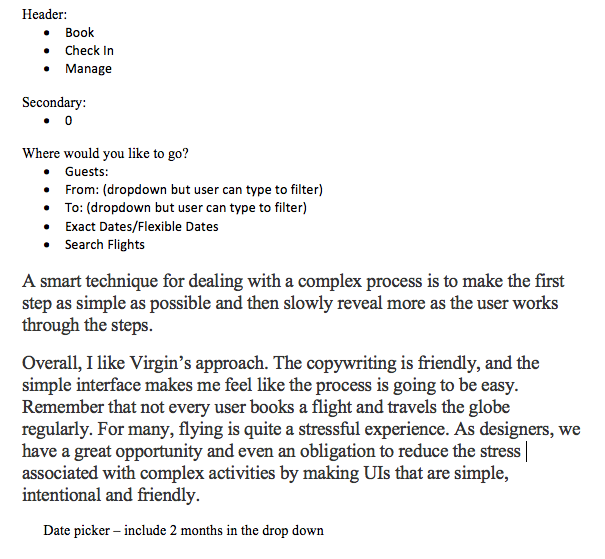 Header:
• Book
• Check In
• Manage
Secondary:
• 0
Where would you like to go?
• Guests:
• From: (dropdown but user can type to filter)
• To: (dropdown but user can type to filter)
• Exact Dates/Flexible Dates
• Search Flights
A smart technique for dealing with a complex process is to make the first
step as simple as possible and then slowly reveal more as the user works
through the steps.
Overall, I like Virgin’s approach. The copywriting is friendly, and the
simple interface makes me feel like the process is going to be easy.
Remember that not every user books a flight and travels the globe
regularly. For many, flying is quite a stressful experience. As designers, we
have a great opportunity and even an obligation to reduce the stress
associated with complex activities by making UIs that are simple,
intentional and friendly.
Date picker – include 2 months in the drop down